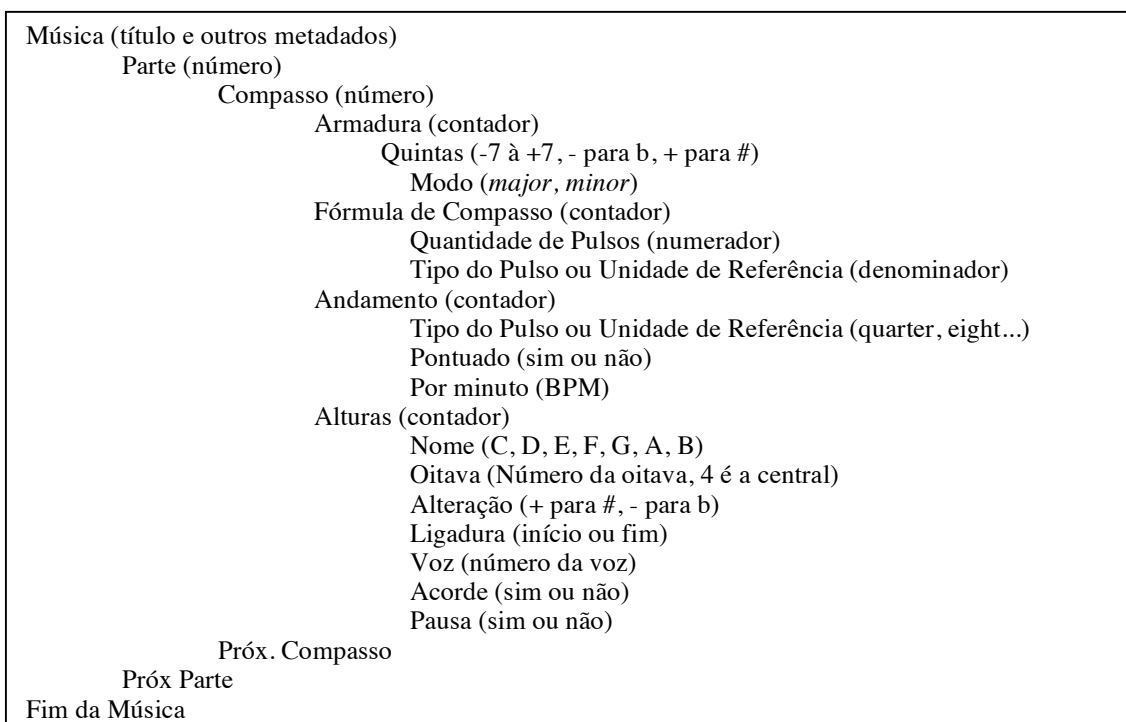 Música (título e outros metadados)
Parte (número)
Compasso (número)
Armadura (contador)
Quintas (-7 à +7, - para b, + para #)
Modo (major, minor)
Fórmula de Compasso (contador)
Quantidade de Pulsos (numerador)
Tipo do Pulso ou Unidade de Referência (denominador)
Andamento (contador)
Tipo do Pulso ou Unidade de Referência (quarter, eight...)
Pontuado (sim ou não)
Por minuto (BPM)
Alturas (contador)
Nome (C, D, E, F, G, A, B)
Oitava (Número da oitava, 4 é a central)
Alteração (+ para #, - para b)
Ligadura (início ou fim)
Voz (número da voz)
Acorde (sim ou não)
Pausa (sim ou não)
Próx. Compasso
Próx Parte
Fim da Música